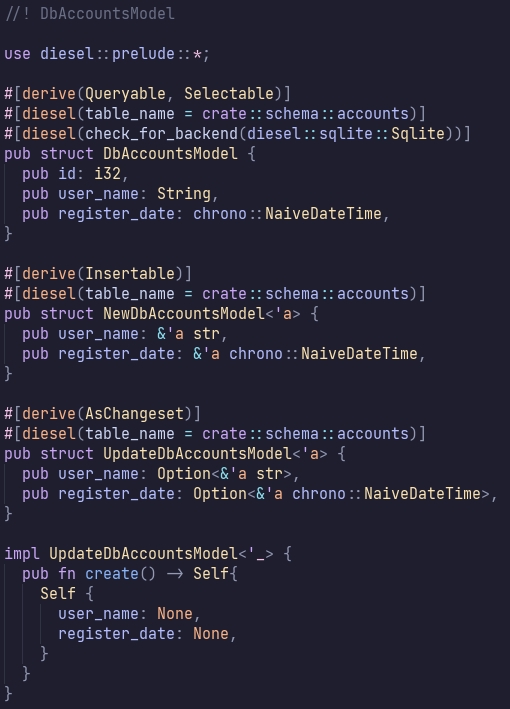 //! DbAccountsModel
use diesel::prelude::*;
#[derive(Queryable, Selectable)]
#[diesel(table_name = crate::schema::accounts)]
#[diesel(check_for_backend(diesel::sqlite::Sqlite))]
pub struct DbAccountsModel {
  pub id: i32,
  pub user_name: String,
  pub register_date: chrono::NaiveDateTime,
}
#[derive(Insertable)]
#[diesel(table_name = crate::schema::accounts)]
pub struct NewDbAccountsModel<'a> {
  pub user_name: &'a str,
  pub register_date: &'a chrono::NaiveDateTime,
}
#[derive(AsChangeset)]
#[diesel(table_name = crate::schema::accounts)]
pub struct UpdateDbAccountsModel<'a> {
  pub user_name: Option<&'a str>,
  pub register_date: Option<&'a chrono::NaiveDateTime>,
}
impl UpdateDbAccountsModel<'_> {
  pub fn create() -> Self{
    Self {
      user_name: None,
      register_date: None,
    }
  }
}